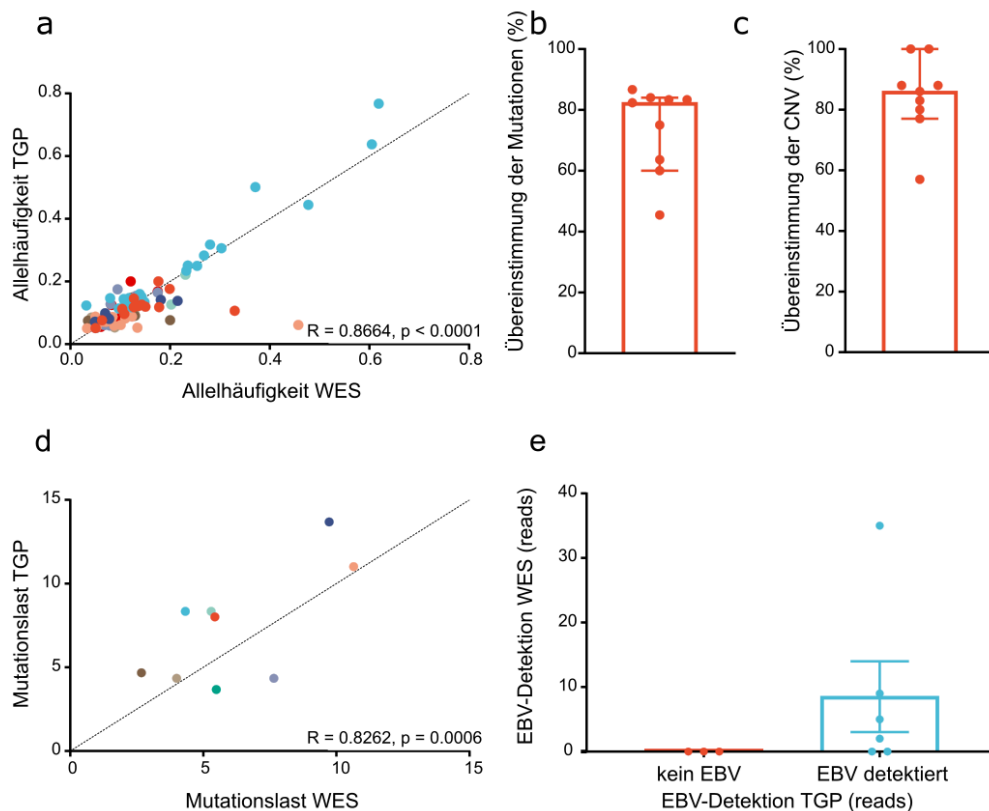 a
Allelhäufigkeit TGP
0.8
0.6
0.4
0.2
0.0
0.0 0.2 0.4 0.6 0.8
R = 0.8664, p < 0.0001
Allelhäufigkeit WES
b
Übereinstimmung der Mutationen (%)
100
80
60
40
20
0
c
Übereinstimmung der CNV (%)
100
80
60
40
20
0
d
Mutationslast TGP
15
10
5
0
0 5 10 15
R = 0.8262, p = 0.0006
Mutationslast WES
e
EBV-Detektion WES (reads)
40
30
20
10
0
kein EBV EBV detektiert
EBV-Detektion TGP (reads)